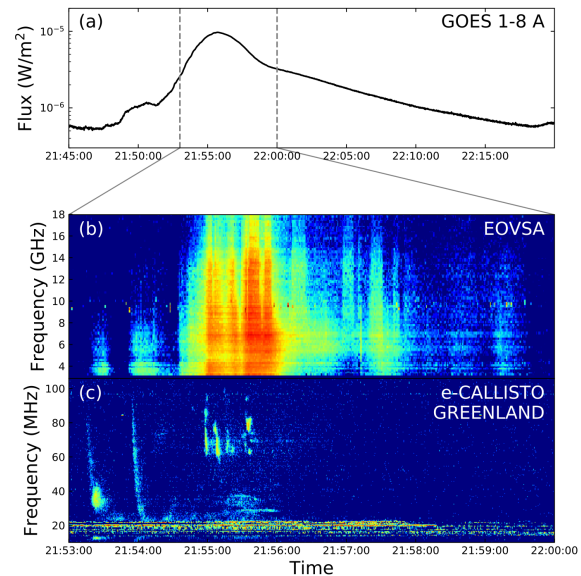 (a)
GOES 1-8 A
Flux (W/m²)
10⁻⁵
10⁻⁶
21:45:00 21:50:00 21:55:00 22:00:00 22:05:00 22:10:00 22:15:00
(b)
EOVSA
Frequency (GHz)
18
16
14
12
10
8
6
4
(c)
e-CALLISTO
GREENLAND
Frequency (MHz)
100
80
60
40
20
21:53:00 21:54:00 21:55:00 21:56:00 21:57:00 21:58:00 21:59:00 22:00:00
Time